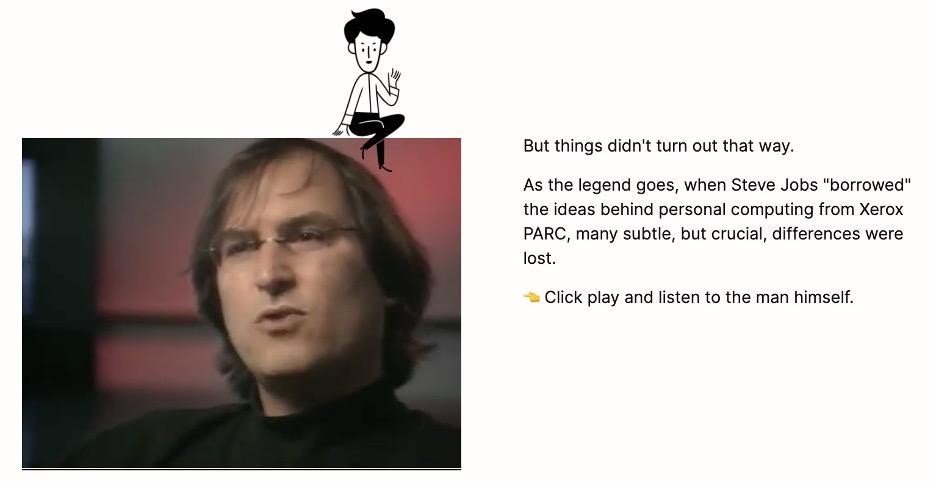 But things didn't turn out that way.
As the legend goes, when Steve Jobs "borrowed"
the ideas behind personal computing from Xerox
PARC, many subtle, but crucial, differences were
lost.
👈 Click play and listen to the man himself.